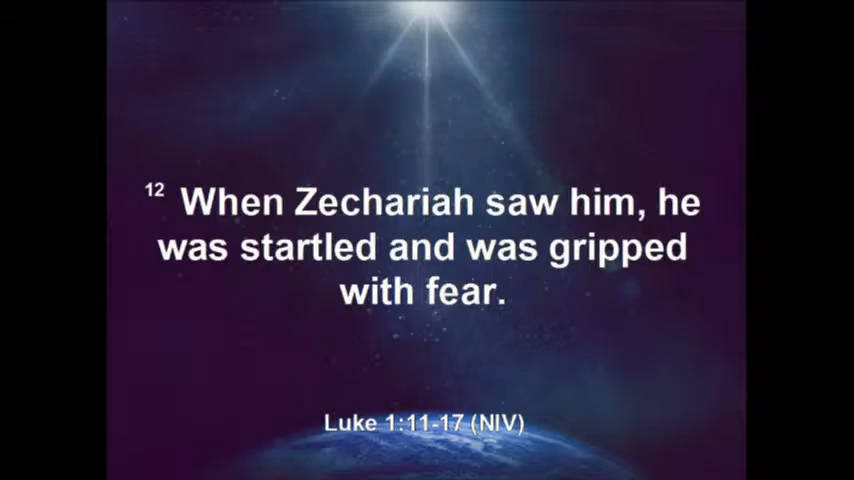 12 When Zechariah saw him, he
was startled and was gripped
with fear.
Luke 1:11-17 (NIV)